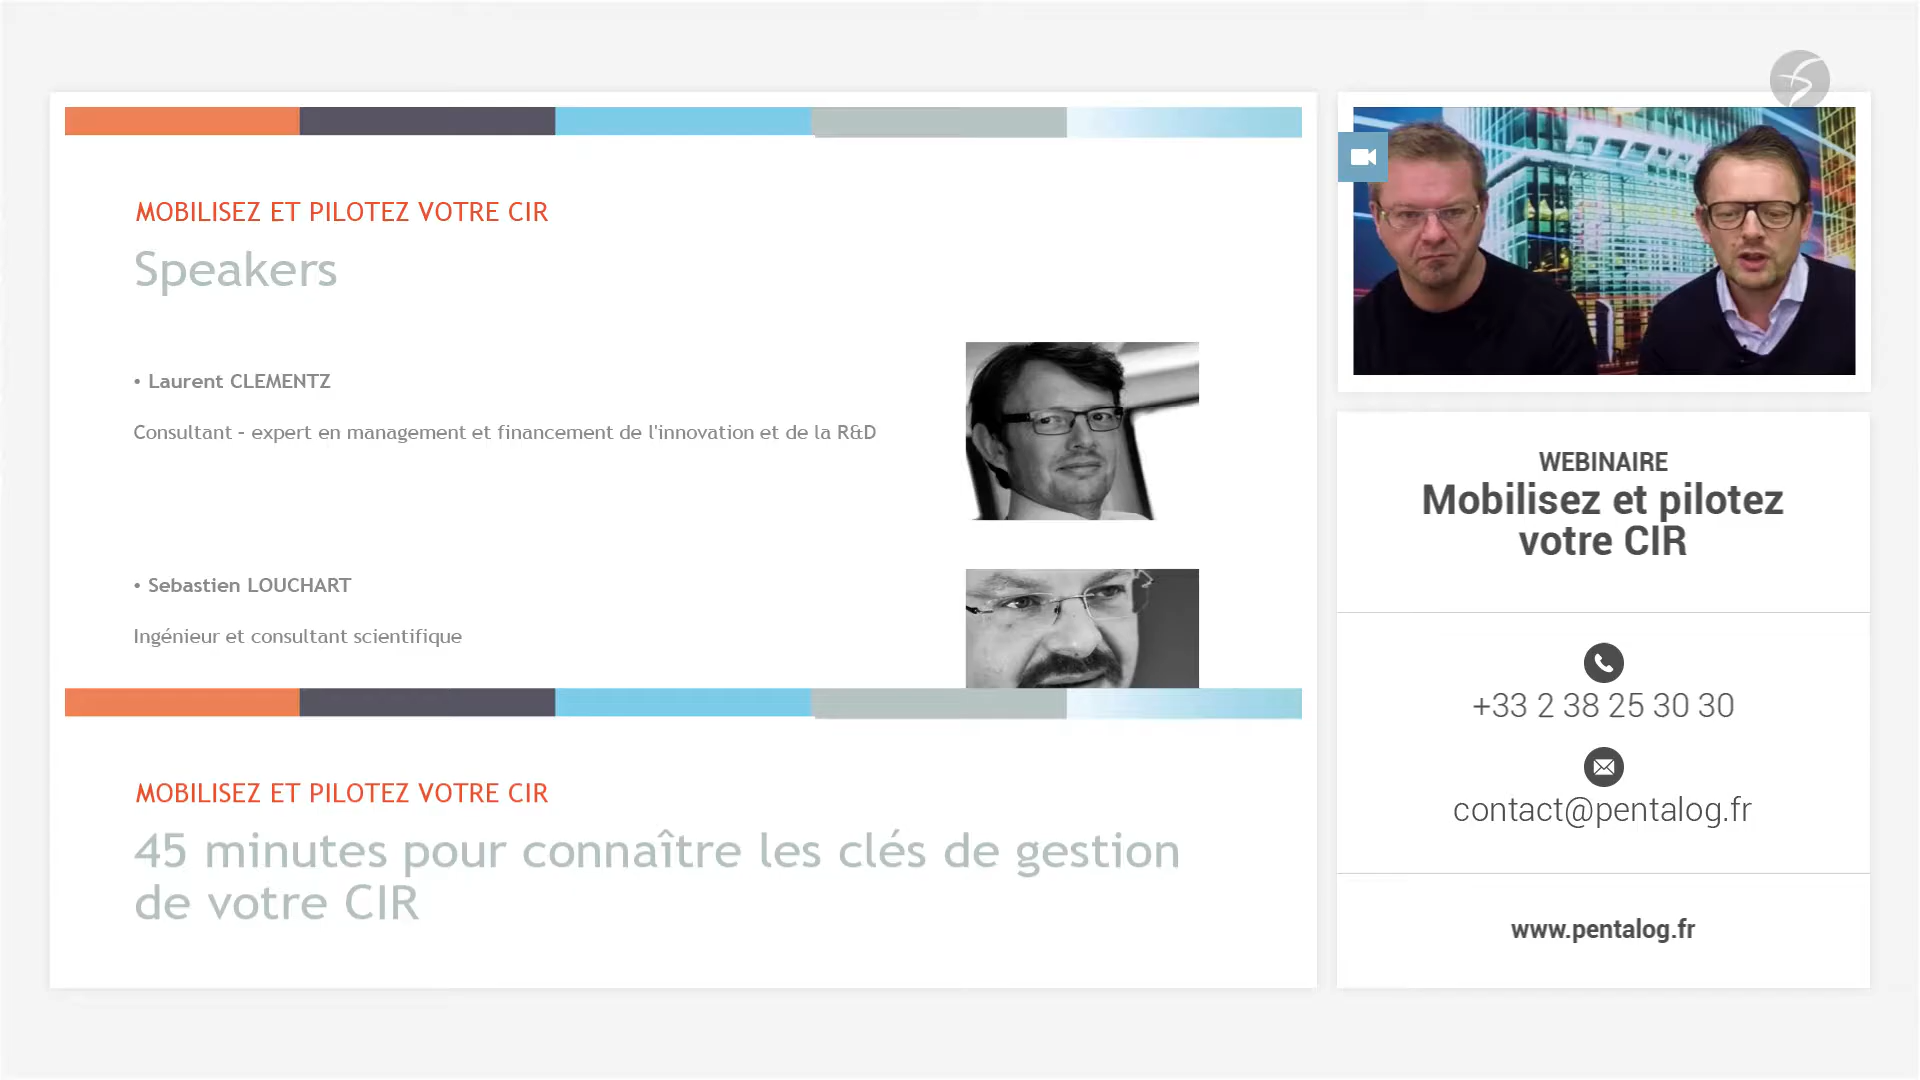 MOBILISEZ ET PILOTEZ VOTRE CIR
Speakers
• Laurent CLEMENTZ
Consultant – expert en management et financement de l'innovation et de la R&D
• Sebastien LOUCHART
Ingénieur et consultant scientifique
MOBILISEZ ET PILOTEZ VOTRE CIR
45 minutes pour connaître les clés de gestion
de votre CIR
WEBINAIRE
Mobilisez et pilotez
votre CIR
+33 2 38 25 30 30
contact@pentalog.fr
www.pentalog.fr